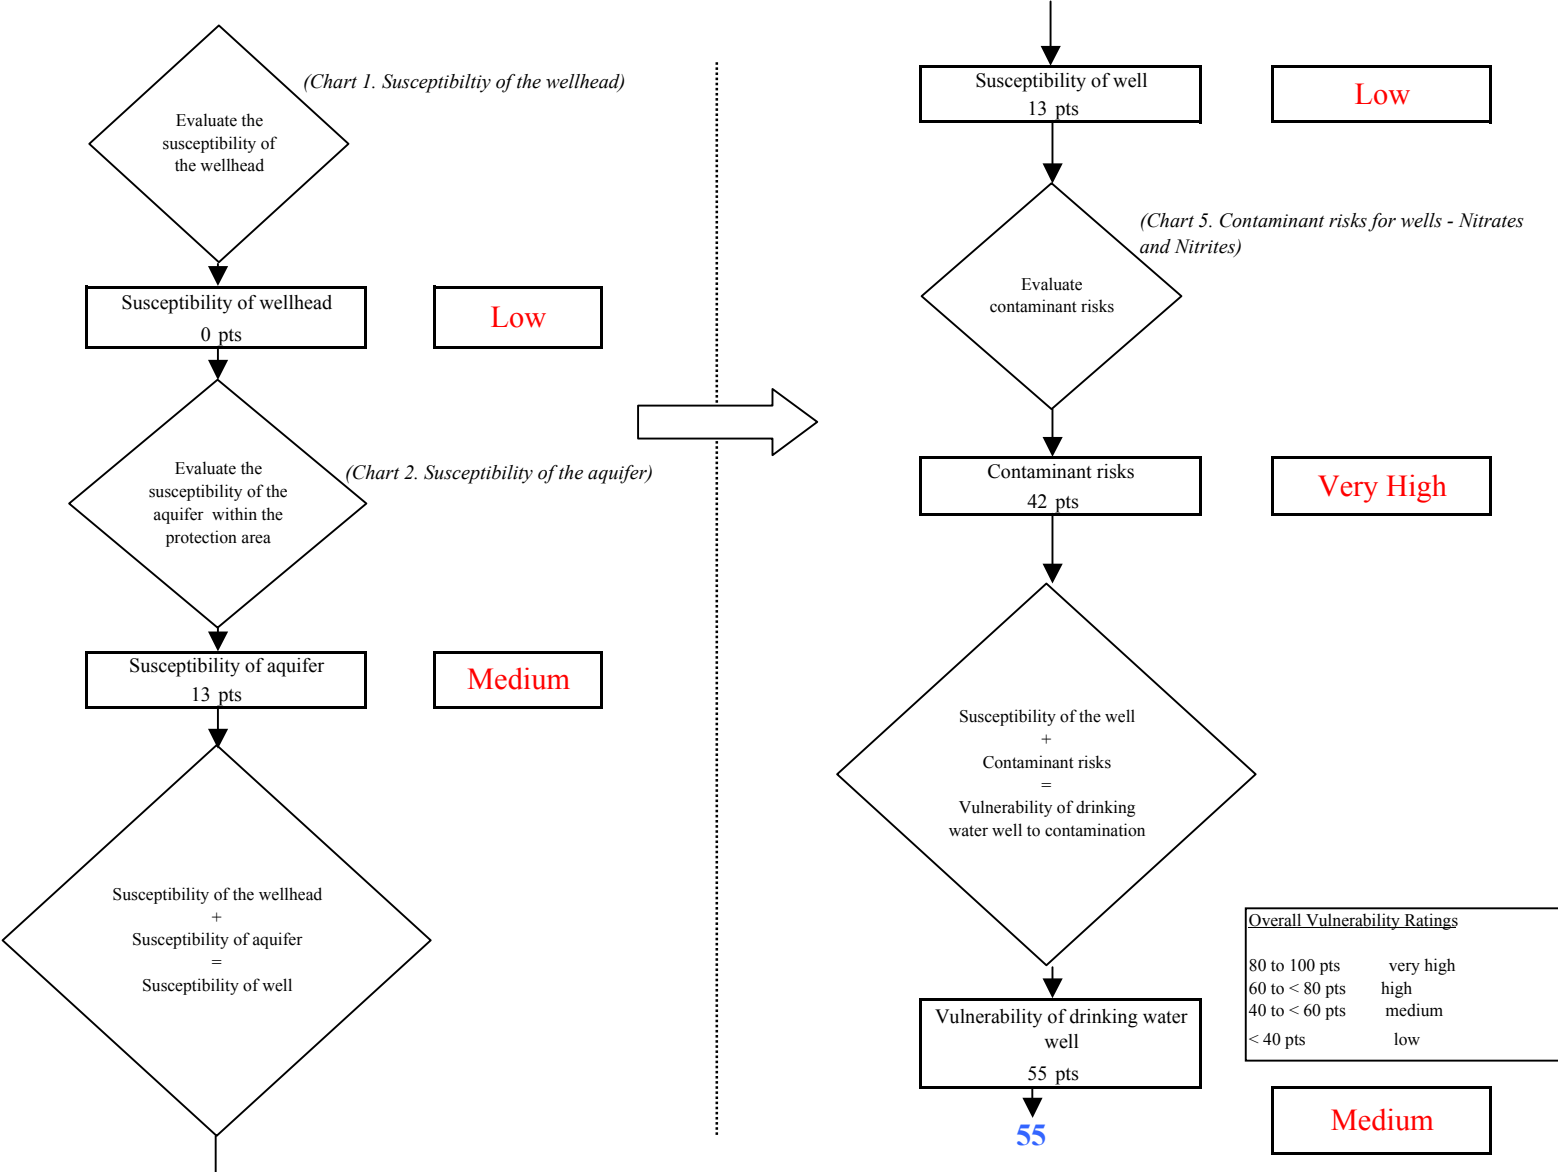 (Chart 1. Susceptibiltiy of the wellhead)
Evaluate the
susceptibility of
the wellhead
Susceptibility of wellhead
0 pts
Low
(Chart 2. Susceptibility of the aquifer)
Evaluate the
susceptibility of the
aquifer within the
protection area
Susceptibility of aquifer
13 pts
Medium
Susceptibility of the wellhead
+
Susceptibility of aquifer
=
Susceptibility of well
Susceptibility of well
13 pts
Low
(Chart 5. Contaminant risks for wells - Nitrates
and Nitrites)
Evaluate
contaminant risks
Contaminant risks
42 pts
Very High
Susceptibility of the well
+
Contaminant risks
=
Vulnerability of drinking
water well to contamination
Overall Vulnerability Ratings
80 to 100 pts very high
60 to < 80 pts high
40 to < 60 pts medium
< 40 pts low
Vulnerability of drinking water
well
55 pts
55
Medium